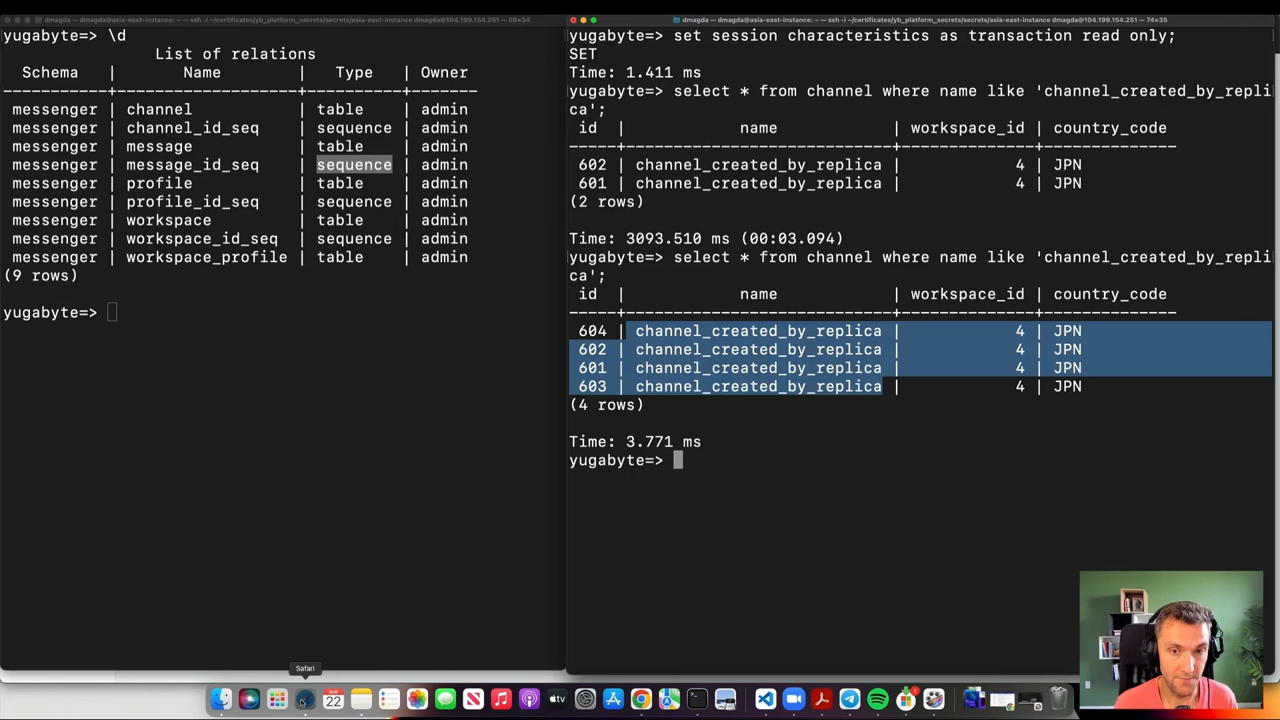 dmagda — dmagda@asia-east-instance: ~ — ssh -i ~/certificates/yb_platform_secrets/secrets/asia-east-instance dmagda@104.199.154.251 — 59×34
yugabyte=> \d
List of relations
Schema | Name | Type | Owner
-----------+----------------------+----------+-------
messenger | channel | table | admin
messenger | channel_id_seq | sequence | admin
messenger | message | table | admin
messenger | message_id_seq | sequence | admin
messenger | profile | table | admin
messenger | profile_id_seq | sequence | admin
messenger | workspace | table | admin
messenger | workspace_id_seq | sequence | admin
messenger | workspace_profile | table | admin
(9 rows)
yugabyte=>
dmagda — dmagda@asia-east-instance: ~ — ssh -i ~/certificates/yb_platform_secrets/secrets/asia-east-instance dmagda@104.199.154.251 — 74×35
yugabyte=> set session characteristics as transaction read only;
SET
Time: 1.411 ms
yugabyte=> select * from channel where name like 'channel_created_by_repli
ca';
id | name | workspace_id | country_code
-----+----------------------------+--------------+--------------
602 | channel_created_by_replica | 4 | JPN
601 | channel_created_by_replica | 4 | JPN
(2 rows)
Time: 3093.510 ms (00:03.094)
yugabyte=> select * from channel where name like 'channel_created_by_repli
ca';
id | name | workspace_id | country_code
-----+----------------------------+--------------+--------------
604 | channel_created_by_replica | 4 | JPN
602 | channel_created_by_replica | 4 | JPN
601 | channel_created_by_replica | 4 | JPN
603 | channel_created_by_replica | 4 | JPN
(4 rows)
Time: 3.771 ms
yugabyte=>
Safari
22
tv